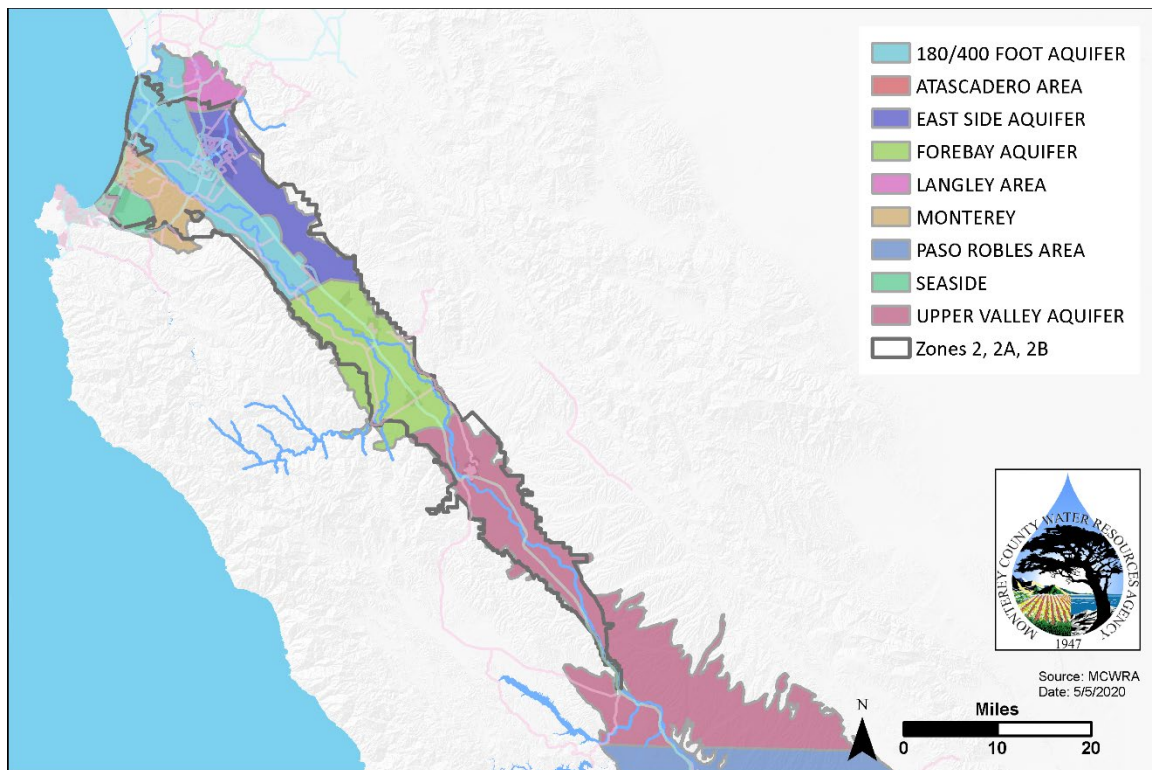 180/400 FOOT AQUIFER
ATASCADERO AREA
EAST SIDE AQUIFER
FOREBAY AQUIFER
LANGLEY AREA
MONTEREY
PASO ROBLES AREA
SEASIDE
UPPER VALLEY AQUIFER
Zones 2, 2A, 2B
MONTEREY COUNTY WATER RESOURCES AGENCY
1947
Source: MCWRA
Date: 5/5/2020
N
Miles
0 10 20